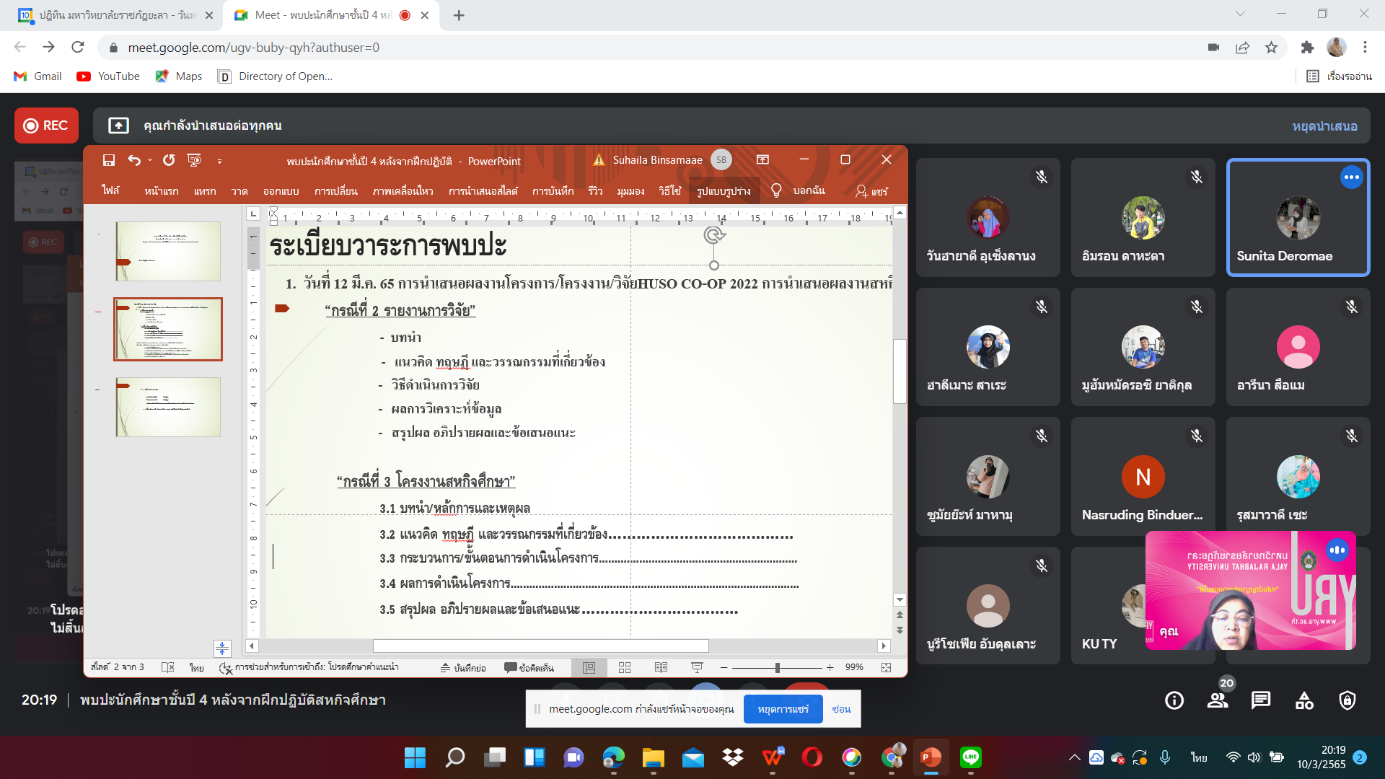 ปฎิทิน มหาวิทยาลัยราชภัฏยะลา - วันพ
Meet - พบปะนักศึกษาชั้นปี 4 หลั
meet.google.com/ugv-buby-qyh?authuser=0
Gmail
YouTube
Maps
Directory of Open...
เรื่องรออ่าน
REC
คุณกำลังนำเสนอต่อทุกคน
หยุดนำเสนอ
พบปะนักศึกษาชั้นปี 4 หลังจากฝึกปฏิบัติ - PowerPoint
Suhaila Binsamaae
SB
ไฟล์ หน้าแรก แทรก วาด ออกแบบ การเปลี่ยน ภาพเคลื่อนไหว การนำเสนอสไลด์ การบันทึก รีวิว มุมมอง วิธีใช้ รูปแบบรูปร่าง บอกฉัน แชร์
ระเบียบวาระการพบปะ
1. วันที่ 12 มี.ค. 65 การนำเสนอผลงานโครงการ/โครงงาน/วิจัยHUSO CO-OP 2022 การนำเสนอผลงานสหกิ
“กรณีที่ 2 รายงานการวิจัย”
- บทนำ
- แนวคิด ทฤษฎี และวรรณกรรมที่เกี่ยวข้อง
- วิธีดำเนินการวิจัย
- ผลการวิเคราะห์ข้อมูล
- สรุปผล อภิปรายผลและข้อเสนอแนะ
“กรณีที่ 3 โครงงานสหกิจศึกษา”
3.1 บทนำ/หลักการและเหตุผล
3.2 แนวคิด ทฤษฎี และวรรณกรรมที่เกี่ยวข้อง.....................................
3.3 กระบวนการ/ขั้นตอนการดำเนินโครงการ.....................................
3.4 ผลการดำเนินโครงการ.....................................
3.5 สรุปผล อภิปรายผลและข้อเสนอแนะ................................
สไลด์ 2 จาก 3
ไทย
การช่วยสำหรับการเข้าถึง: โปรดศึกษาคำแนะนำ
บันทึกย่อ
ข้อคิดเห็น
99%
วันฮายาตี อุเซ็งลานง
อิมรอน ดาหะตา
Sunita Deromae
ฮาลีเมาะ สาเระ
มูฮัมหมัดรอซี ยาติกุล
อารีนา ลือแม
ซูมัยย๊ะห์ มาหามุ
N
Nasruding Binduer...
รุสมาวาตี เซะ
นูรีโซเฟีย อับดุลเลาะ
KU TY
มหาวิทยาลัยราชภัฏยะลา
YALA RAJABHAT UNIVERSITY
YRU
www.yru.ac.th
คุณ
20:19
พบปะนักศึกษาชั้นปี 4 หลังจากฝึกปฏิบัติสหกิจศึกษา
meet.google.com กำลังแชร์หน้าจอของคุณ
หยุดการแชร์
ซ่อน
20
ไทย
20:19
10/3/2565
2